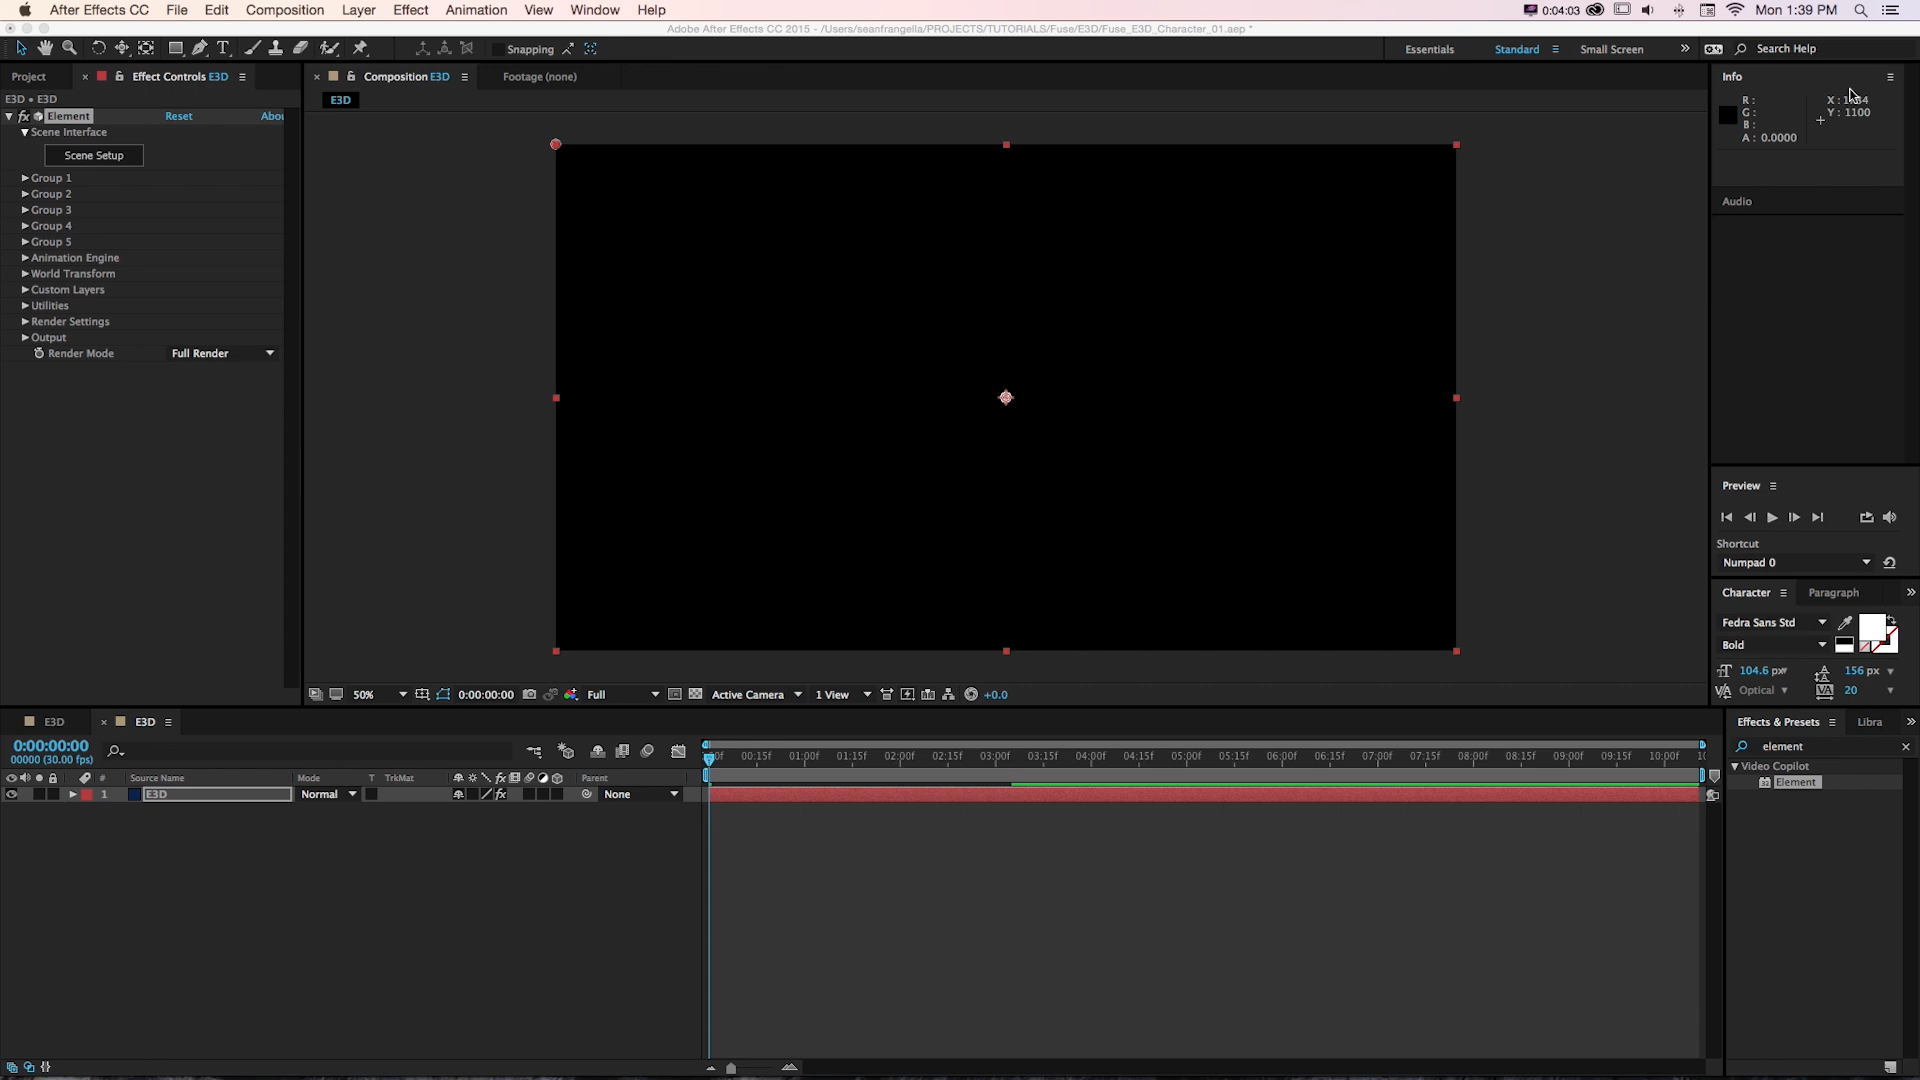 After Effects CC File Edit Composition Layer Effect Animation View Window Help 0:04:03 Mon 1:39 PM
Adobe After Effects CC 2015 - /Users/seanfrangella/PROJECTS/TUTORIALS/Fuse/E3D/Fuse_E3D_Character_01.aep *
Snapping Essentials Standard Small Screen Search Help
Project Effect Controls E3D Composition E3D Footage (none) Info
E3D • E3D
E3D
R:
G:
B:
A: 0.0000
Y: 1100
Element Reset Abou
Scene Interface
Scene Setup
Group 1
Group 2
Group 3
Group 4
Group 5
Animation Engine
World Transform
Custom Layers
Utilities
Render Settings
Output
Render Mode Full Render
Audio
Preview
Shortcut
Numpad 0
Character Paragraph
Fedra Sans Std
Bold
104.6 px 156 px
Optical 20
50% 0:00:00:00 Full Active Camera 1 View +0.0
E3D E3D
0:00:00:00
00000 (30.00 fps)
00f 00:15f 01:00f 01:15f 02:00f 02:15f 03:00f 03:15f 04:00f 04:15f 05:00f 05:15f 06:00f 06:15f 07:00f 07:15f 08:00f 08:15f 09:00f 09:15f 10:00f 10
# Source Name Mode T TrkMat Parent
1 E3D Normal None
Effects & Presets Libra
element
Video Copilot
Element